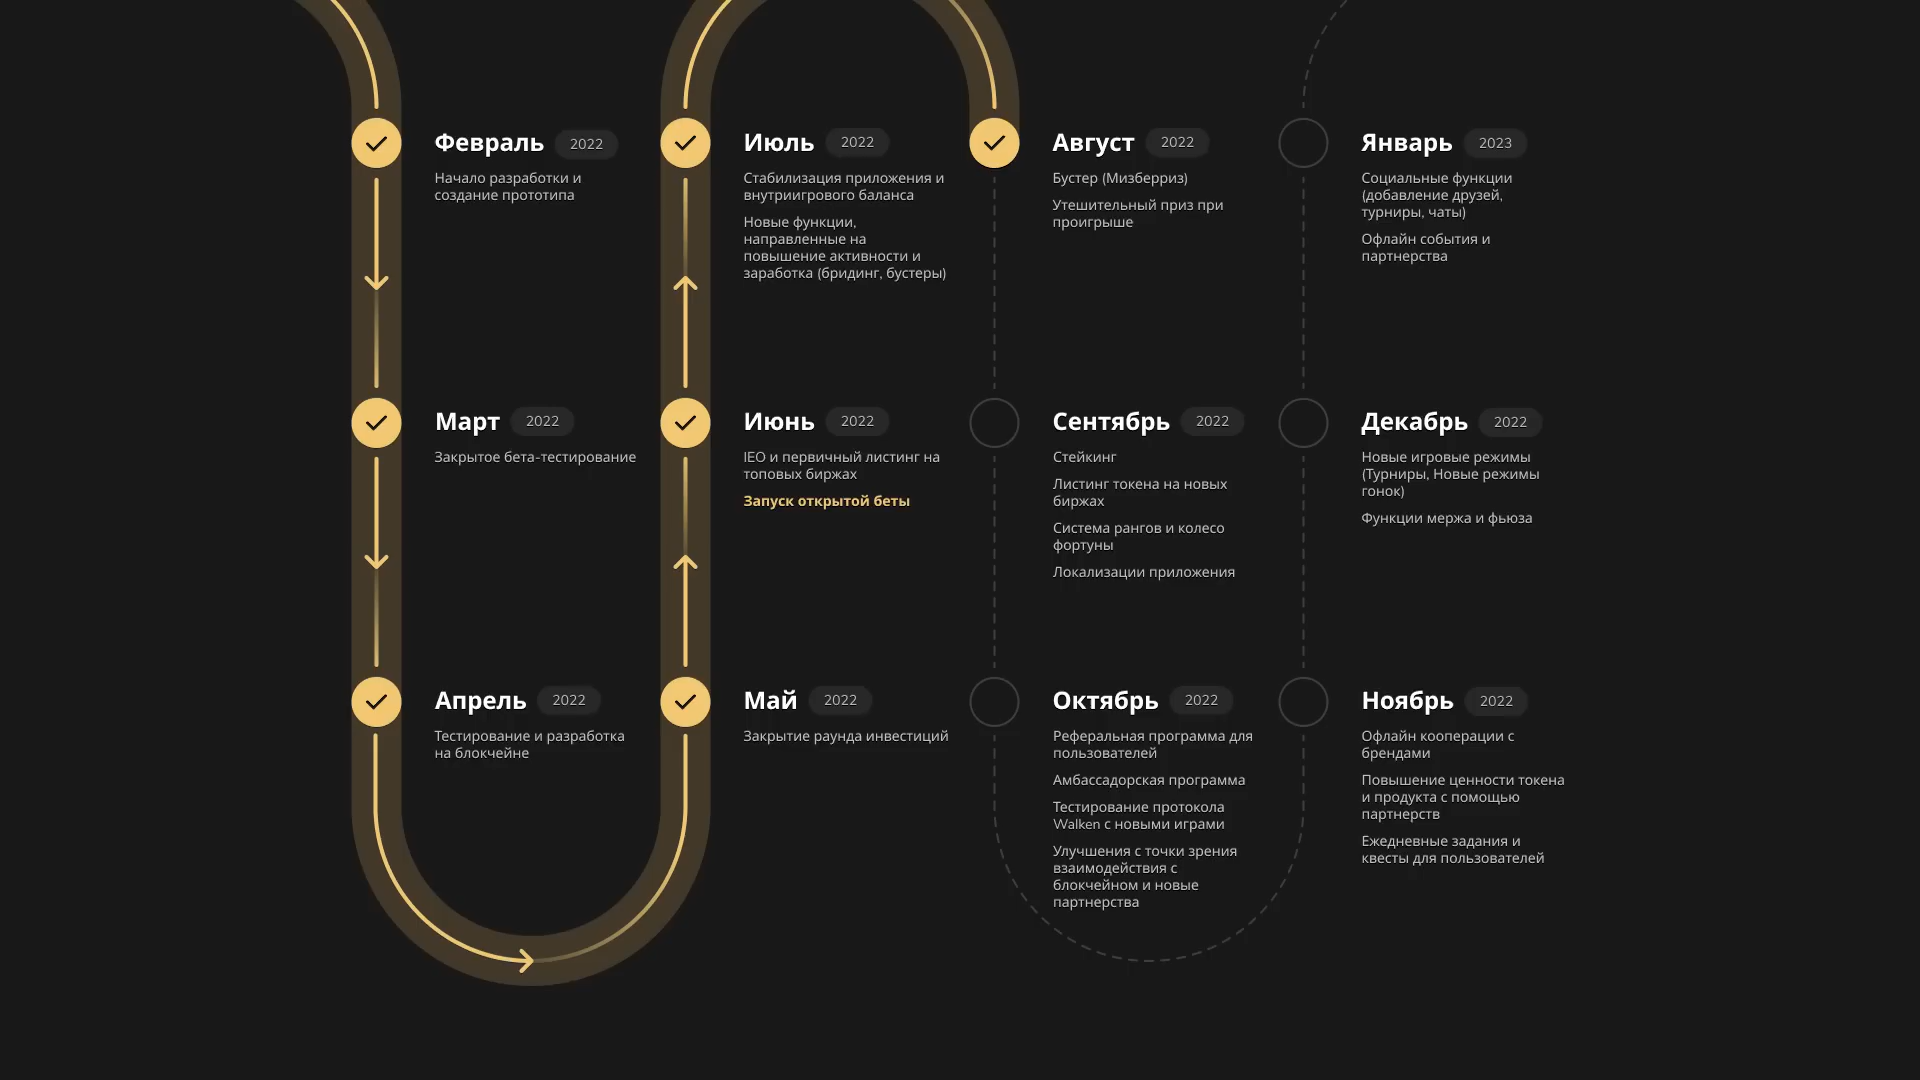 Февраль 2022
Начало разработки и
создание прототипа
Март 2022
Закрытое бета-тестирование
Апрель 2022
Тестирование и разработка
на блокчейне
Май 2022
Закрытие раунда инвестиций
Июнь 2022
IEO и первичный листинг на
топовых биржах
Запуск открытой беты
Июль 2022
Стабилизация приложения и
внутриигрового баланса
Новые функции,
направленные на
повышение активности и
заработка (бридинг, бустеры)
Август 2022
Бустер (Мизберриз)
Утешительный приз при
проигрыше
Сентябрь 2022
Стейкинг
Листинг токена на новых
биржах
Система рангов и колесо
фортуны
Локализации приложения
Октябрь 2022
Реферальная программа для
пользователей
Амбассадорская программа
Тестирование протокола
Walken с новыми играми
Улучшения с точки зрения
взаимодействия с
блокчейном и новые
партнерства
Ноябрь 2022
Офлайн кооперации с
брендами
Повышение ценности токена
и продукта с помощью
партнерств
Ежедневные задания и
квесты для пользователей
Декабрь 2022
Новые игровые режимы
(Турниры, Новые режимы
гонок)
Функции мержа и фьюза
Январь 2023
Социальные функции
(добавление друзей,
турниры, чаты)
Офлайн события и
партнерства